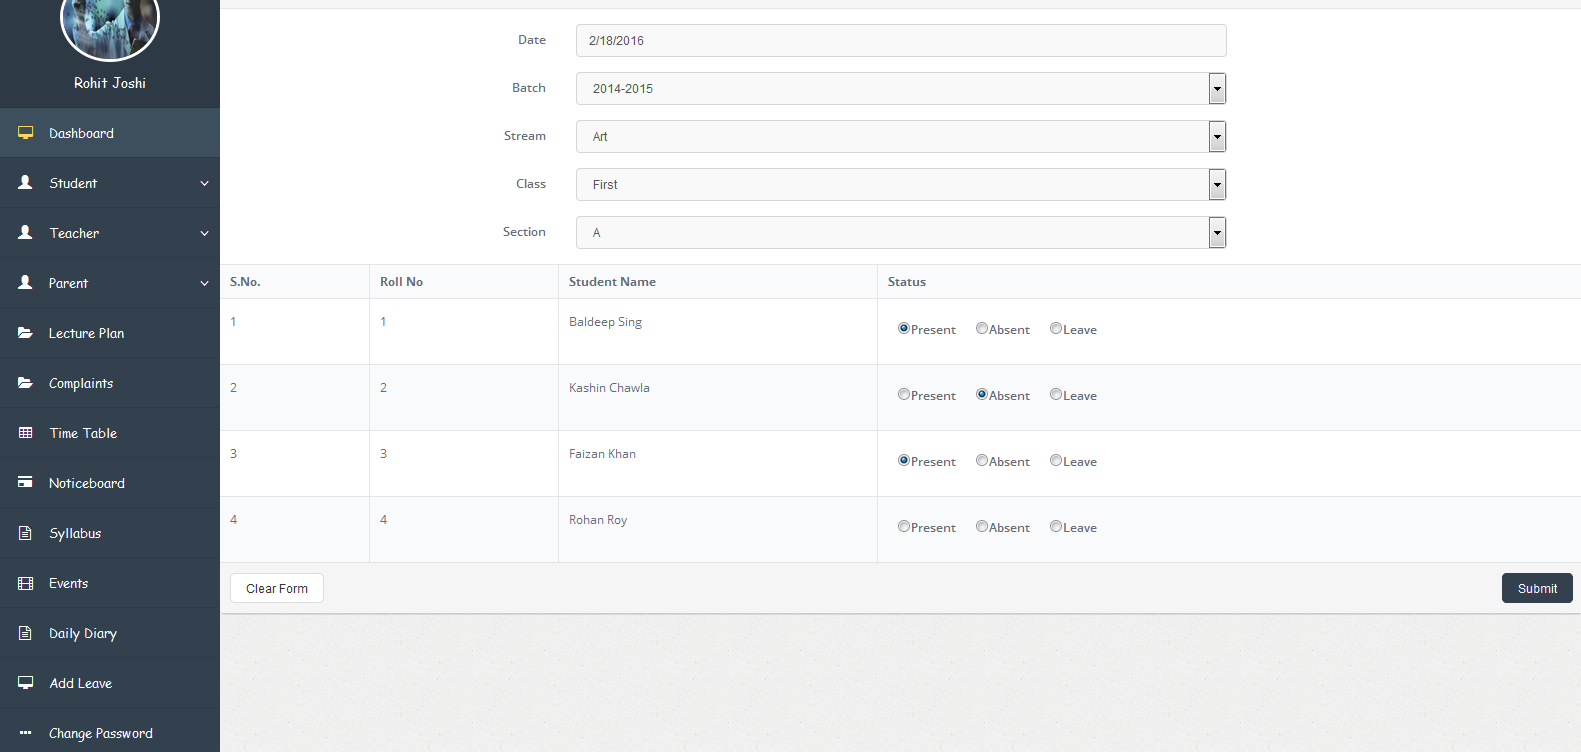 Rohit Joshi
Dashboard
Student
Teacher
Parent
Lecture Plan
Complaints
Time Table
Noticeboard
Syllabus
Events
Daily Diary
Add Leave
Change Password
Date 2/18/2016
Batch 2014-2015
Stream Art
Class First
Section A
S.No. Roll No Student Name Status
1 1 Baldeep Sing Present Absent Leave
2 2 Kashin Chawla Present Absent Leave
3 3 Faizan Khan Present Absent Leave
4 4 Rohan Roy Present Absent Leave
Clear Form Submit